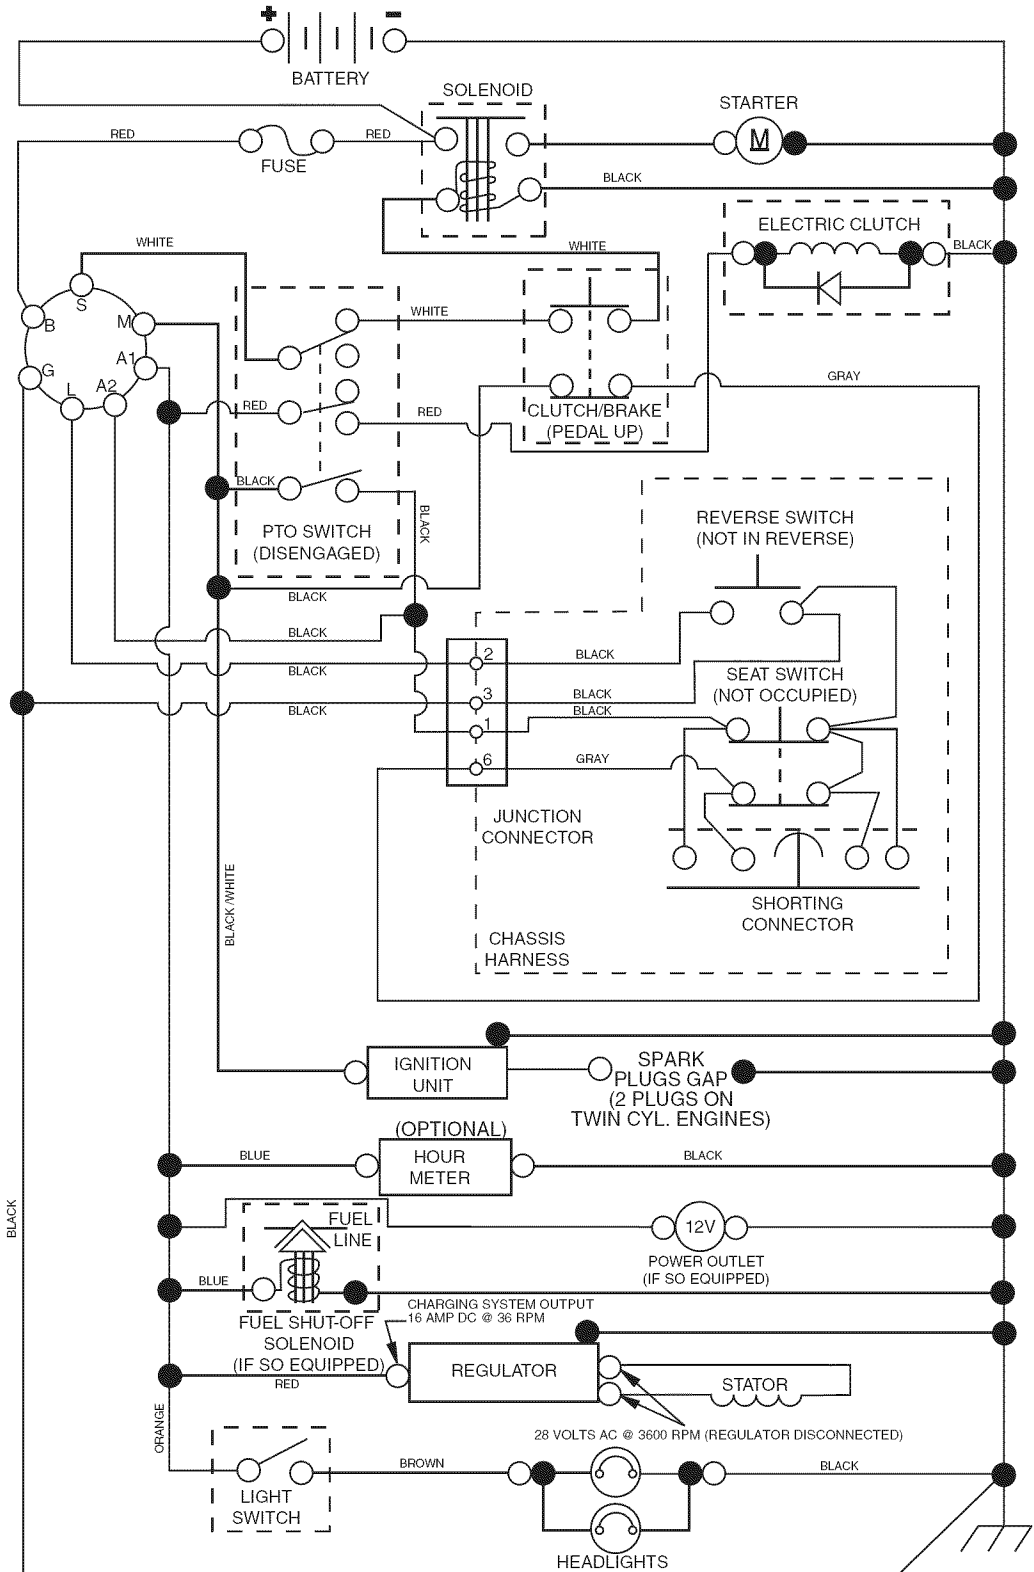 + −
BATTERY
SOLENOID
STARTER
RED
RED
FUSE
M
BLACK
ELECTRIC CLUTCH
WHITE
WHITE
BLACK
S
B
M
WHITE
G
A1
L
A2
GRAY
RED
RED
CLUTCH/BRAKE
(PEDAL UP)
BLACK
PTO SWITCH
(DISENGAGED)
BLACK
REVERSE SWITCH
(NOT IN REVERSE)
BLACK
BLACK
2
BLACK
BLACK
SEAT SWITCH
(NOT OCCUPIED)
3
BLACK
BLACK
BLACK
1
6
GRAY
JUNCTION
CONNECTOR
BLACK /WHITE
SHORTING
CONNECTOR
CHASSIS
HARNESS
IGNITION
UNIT
SPARK
PLUGS GAP
(2 PLUGS ON
TWIN CYL. ENGINES)
(OPTIONAL)
HOUR
METER
BLUE
BLACK
BLACK
FUEL
LINE
12V
POWER OUTLET
(IF SO EQUIPPED)
BLUE
CHARGING SYSTEM OUTPUT
16 AMP DC @ 36 RPM
FUEL SHUT-OFF
SOLENOID
(IF SO EQUIPPED)
RED
REGULATOR
STATOR
ORANGE
28 VOLTS AC @ 3600 RPM (REGULATOR DISCONNECTED)
BROWN
BLACK
LIGHT
SWITCH
HEADLIGHTS